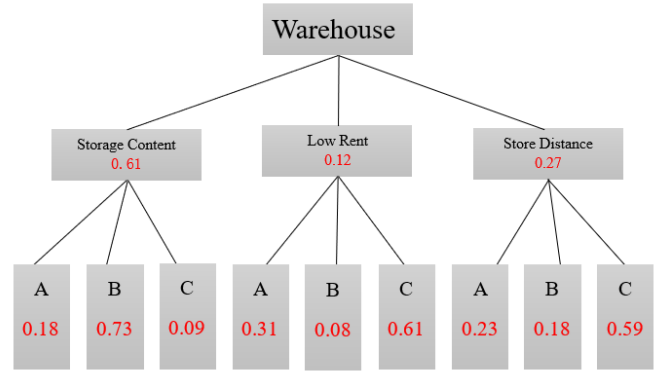 Warehouse
Storage Content
0. 61
Low Rent
0.12
Store Distance
0.27
A
0.18
B
0.73
C
0.09
A
0.31
B
0.08
C
0.61
A
0.23
B
0.18
C
0.59